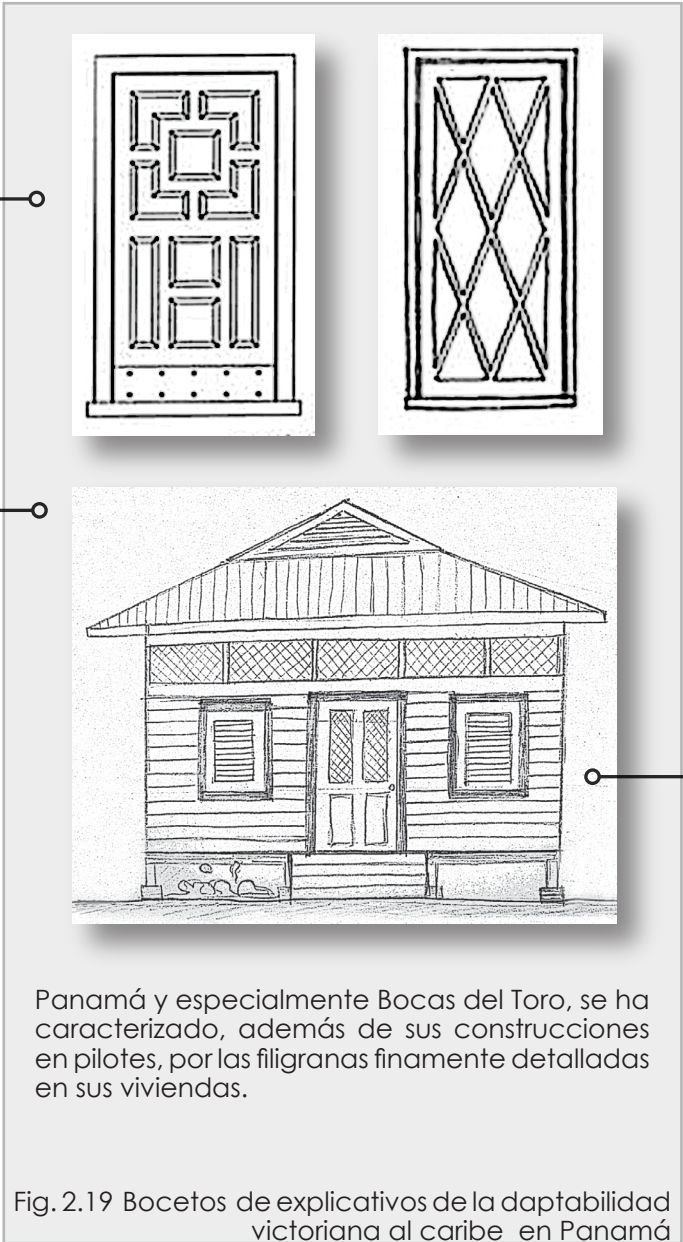 Panamá y especialmente Bocas del Toro, se ha
caracterizado, además de sus construcciones
en pilotes, por las filigranas finamente detalladas
en sus viviendas.
Fig. 2.19 Bocetos de explicativos de la daptabilidad
victoriana al caribe en Panamá